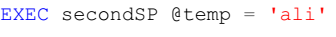 EXEC secondSP @temp = 'ali'